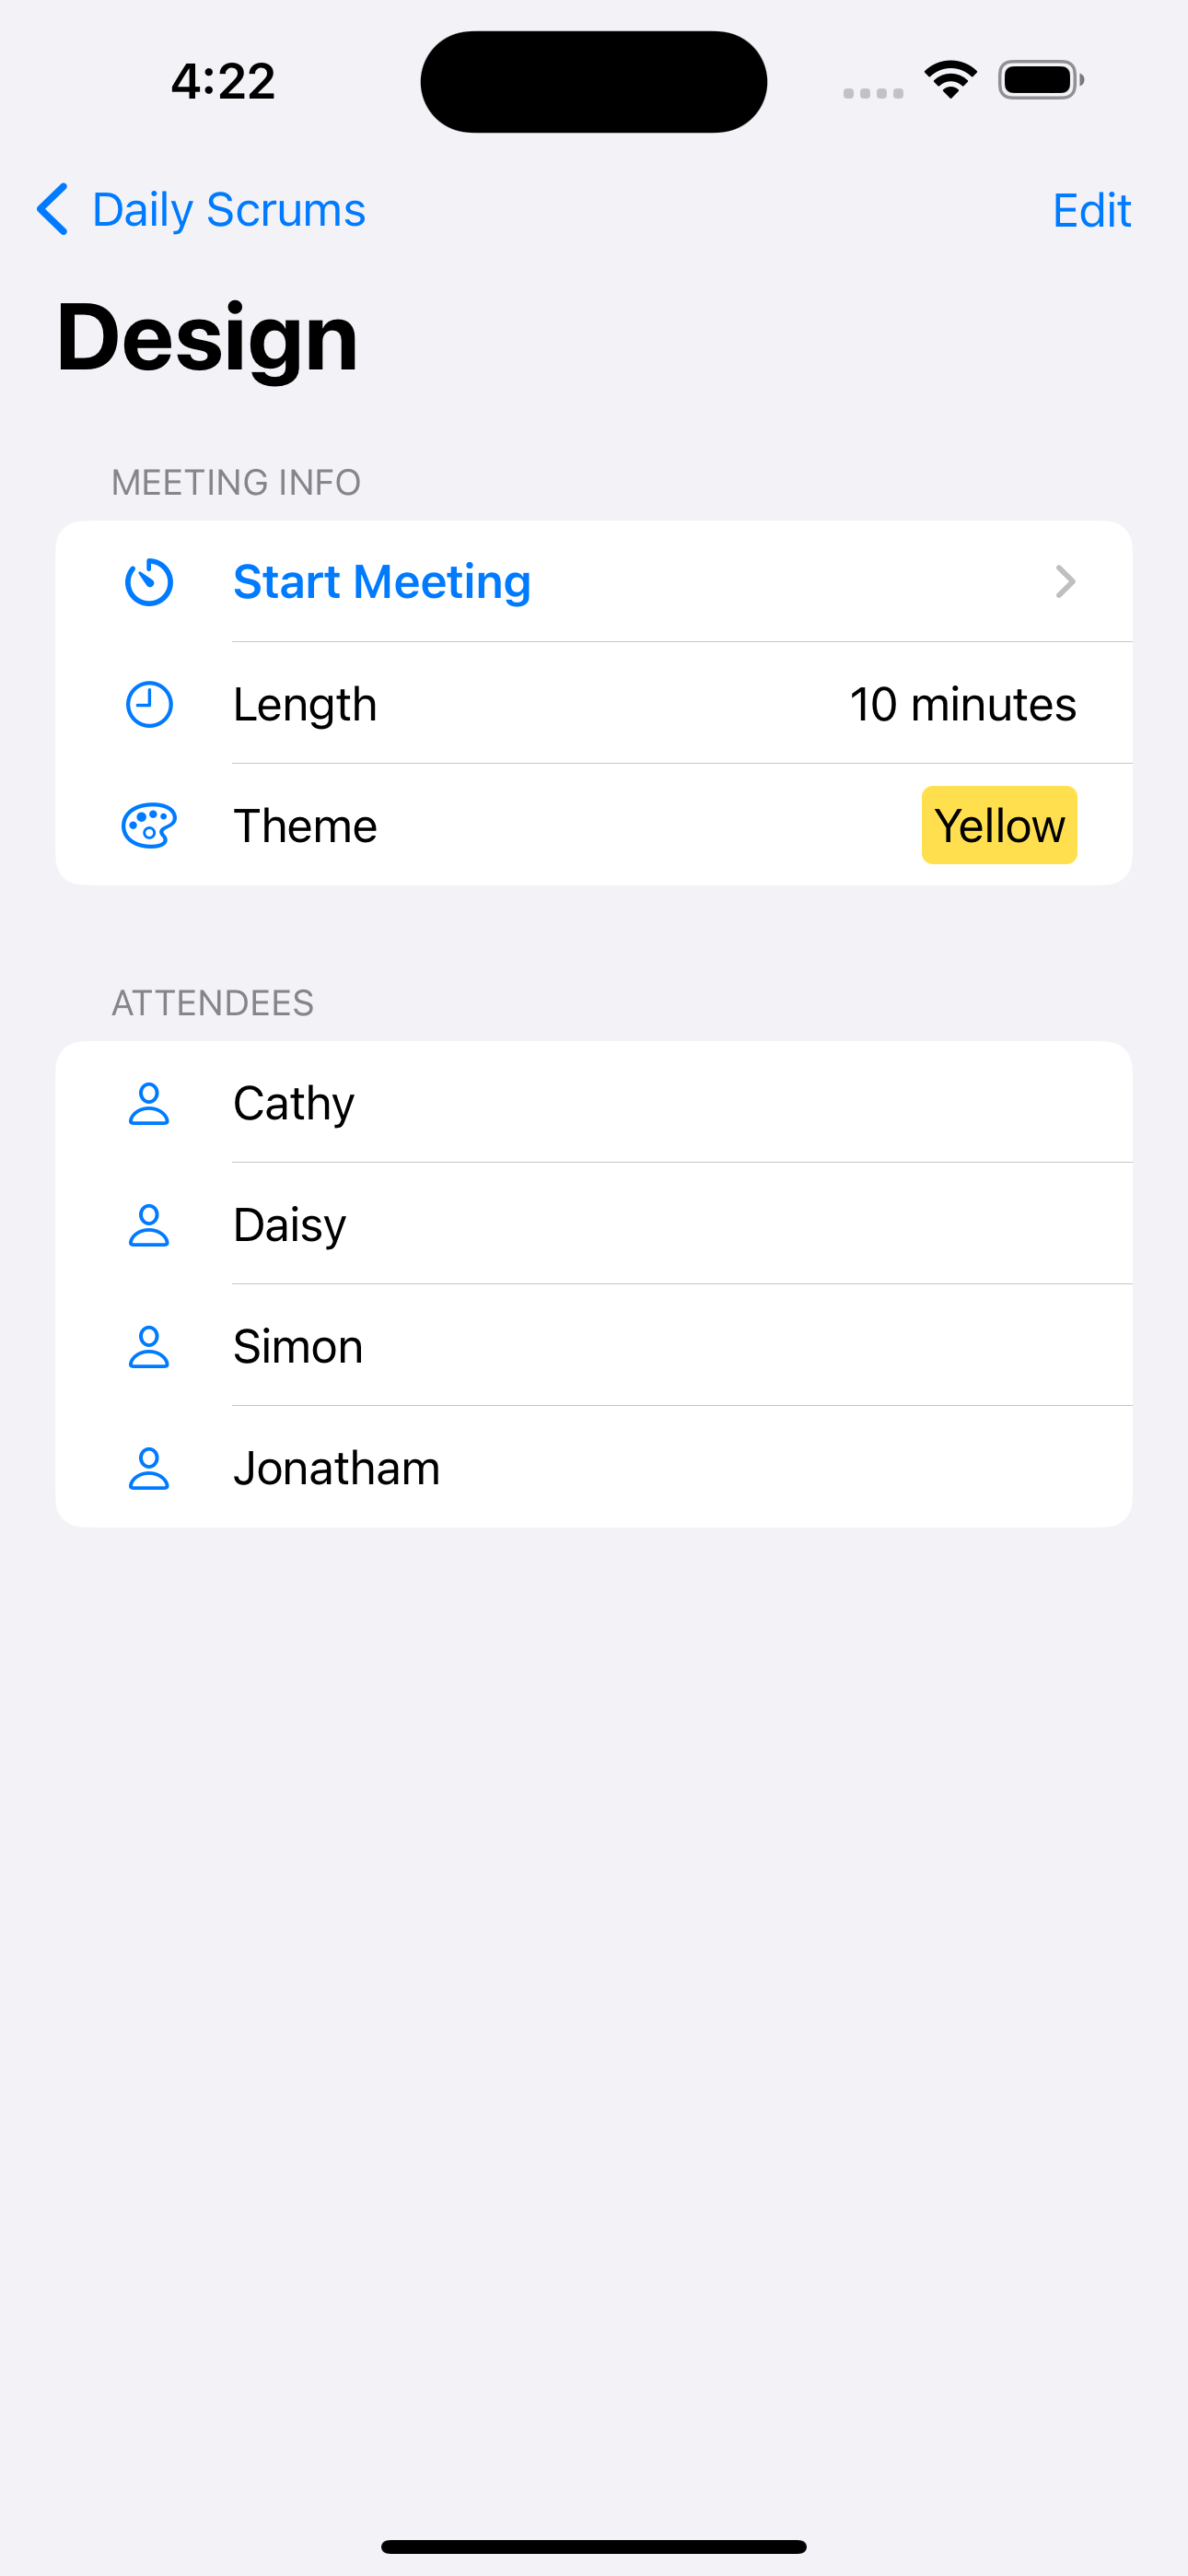 4:22
Daily Scrums
Edit
Design
MEETING INFO
Start Meeting
Length
10 minutes
Theme
Yellow
ATTENDEES
Cathy
Daisy
Simon
Jonatham